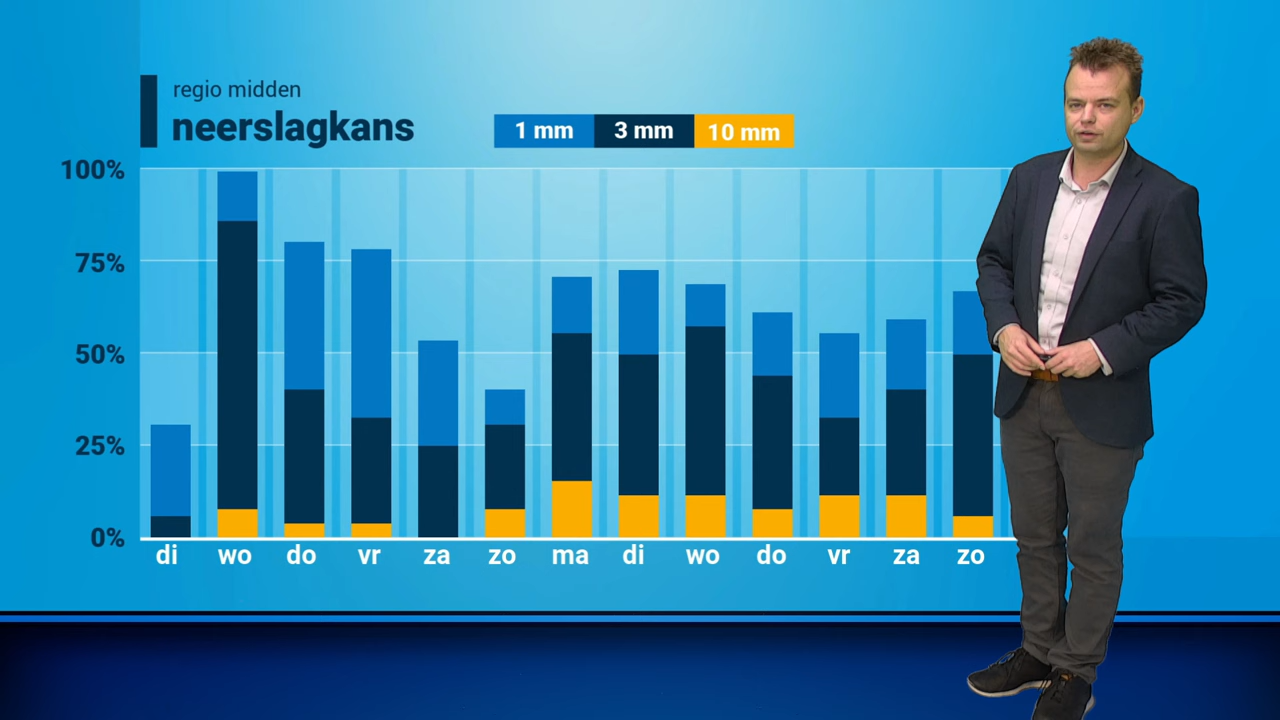 regio midden
neerslagkans
1 mm 3 mm 10 mm
100%
75%
50%
25%
0%
di wo do vr za zo ma di wo do vr za zo